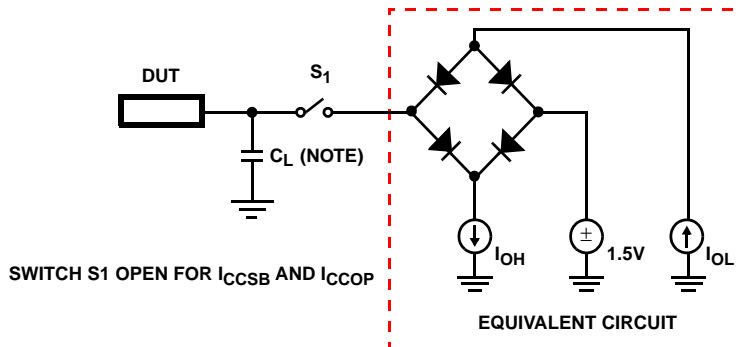 DUT
S1
CL (NOTE)
IOH
±
1.5V
IOL
SWITCH S1 OPEN FOR ICCSB AND ICCOP
EQUIVALENT CIRCUIT